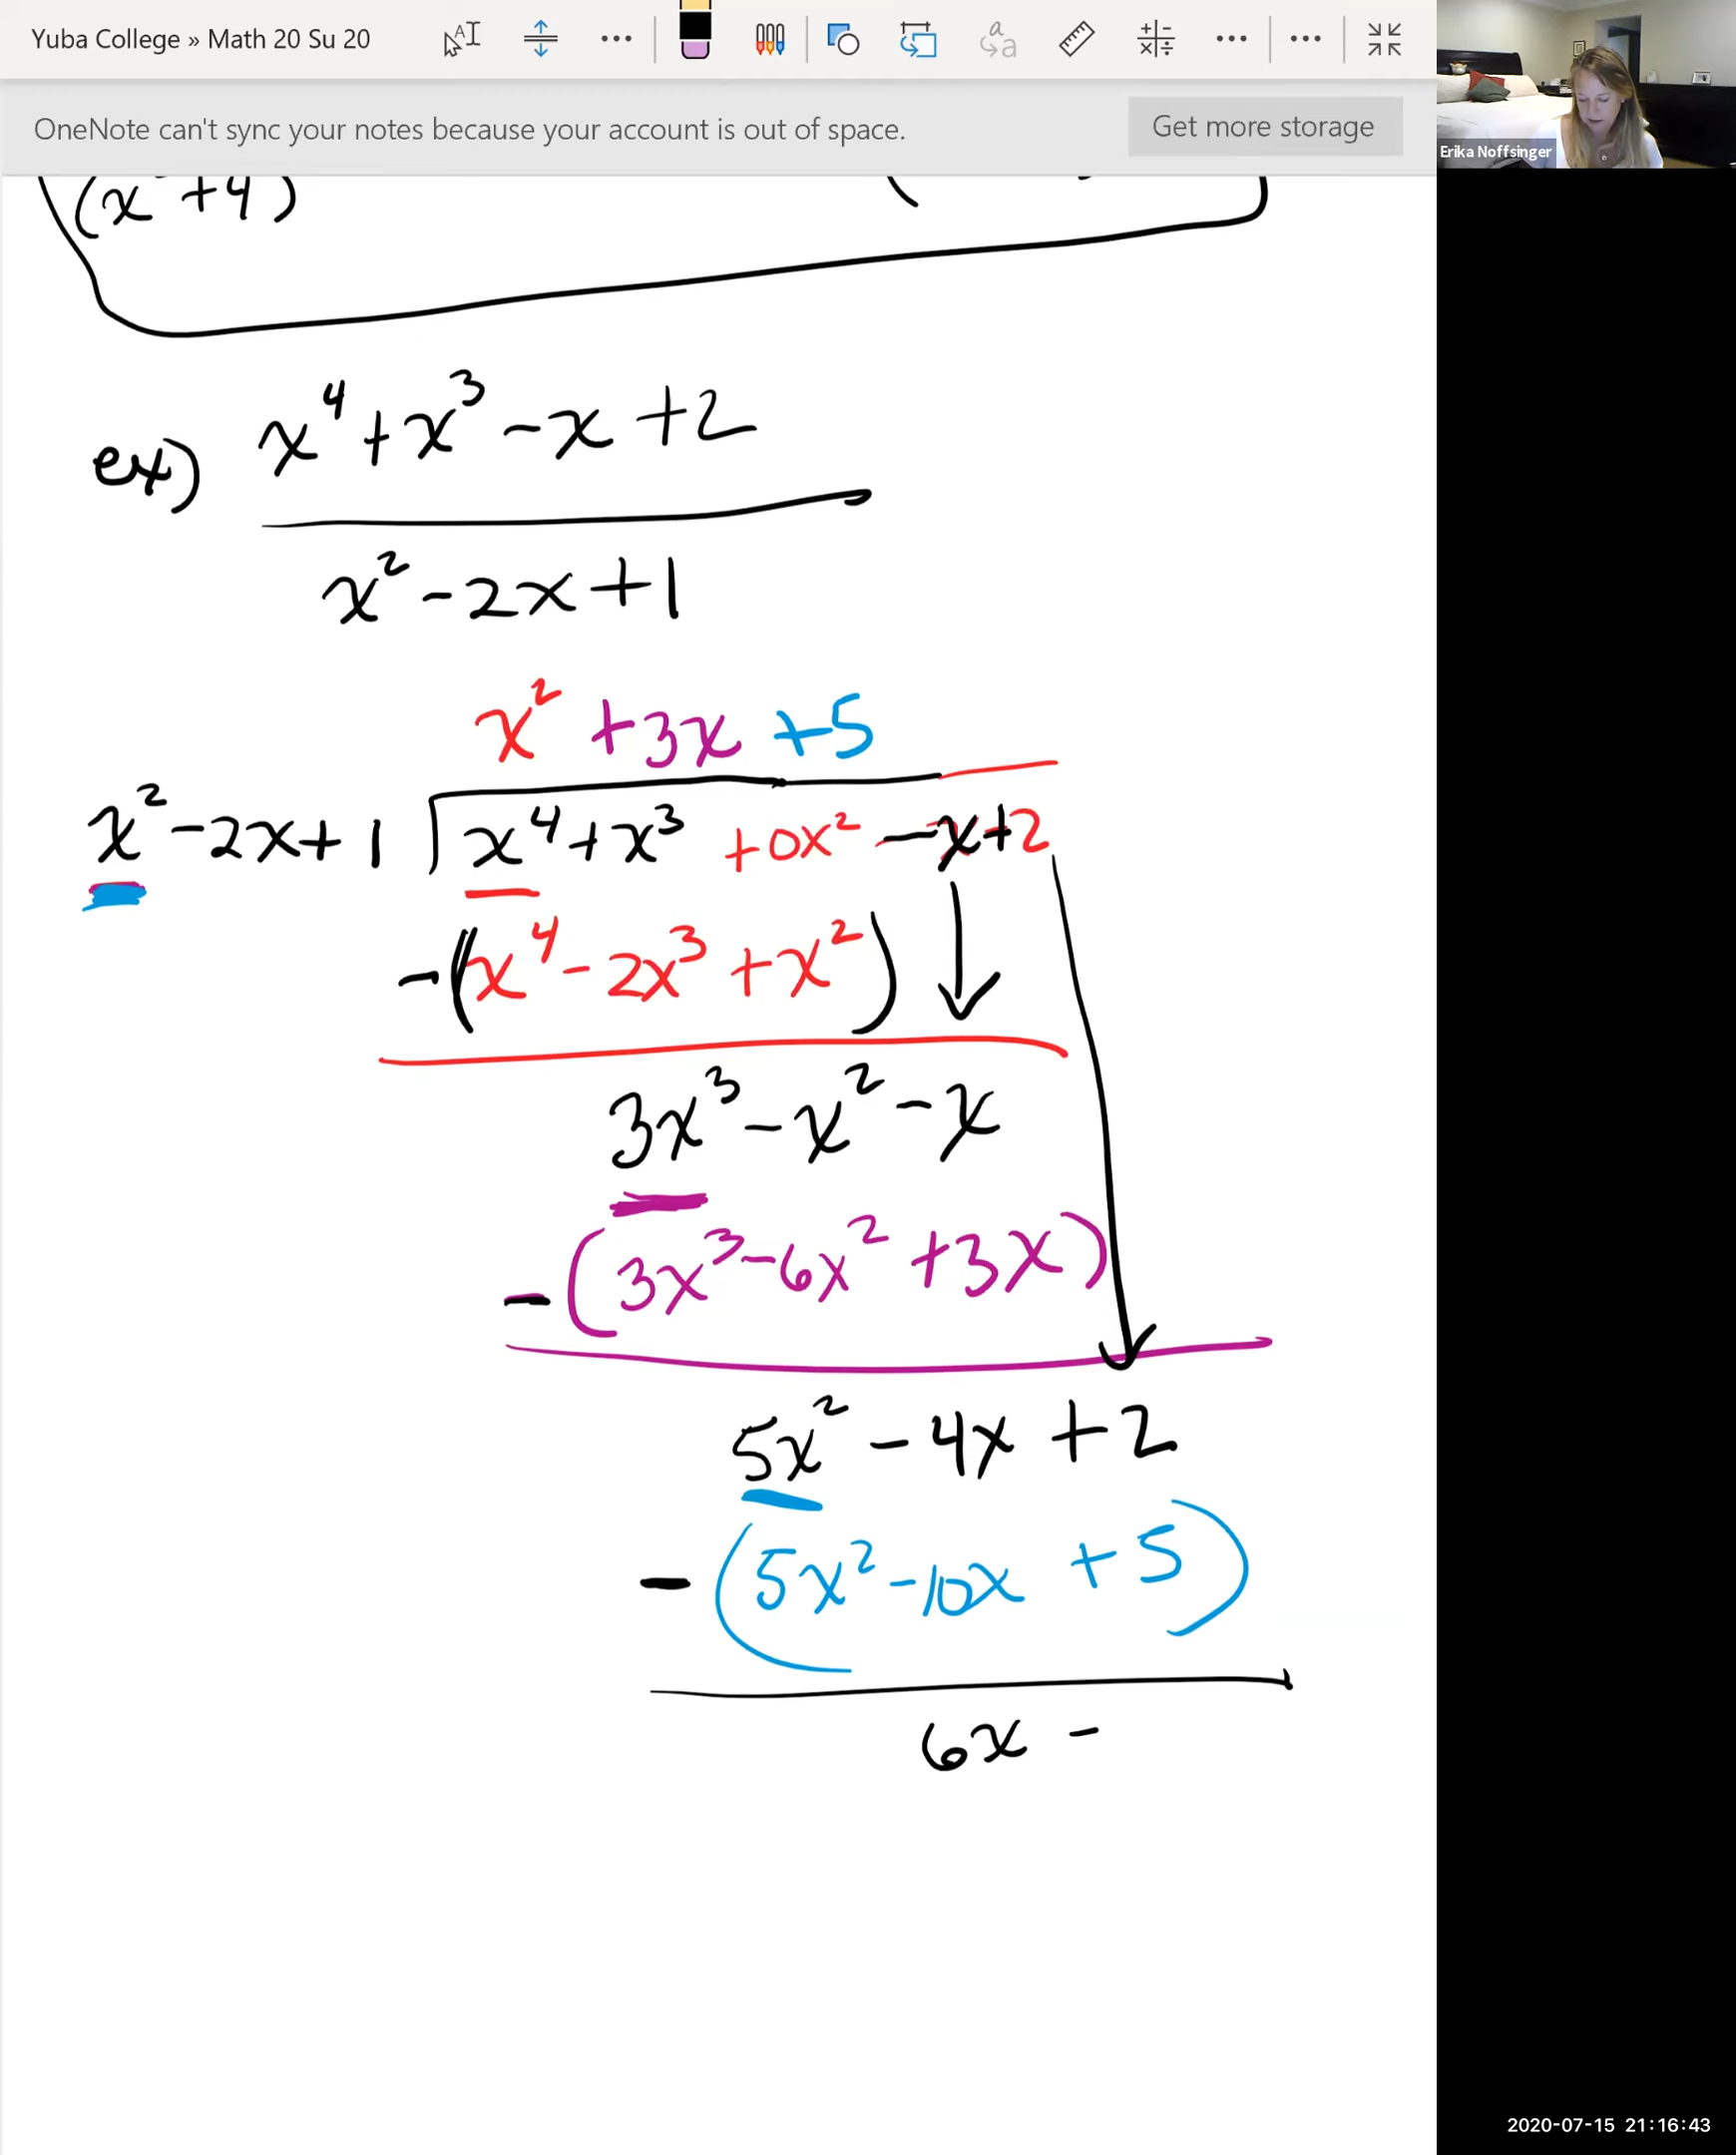 Yuba College » Math 20 Su 20
OneNote can't sync your notes because your account is out of space.
Get more storage
Erika Noffsinger
(x +4)
ex) x⁴+x³-x+2
x²-2x+1
x² +3x +5
x²-2x+1 x⁴+x³ +0x² -x+2
-(x⁴-2x³+x²)
3x³-x²-x
-(3x³-6x²+3x)
5x²-4x+2
-(5x²-10x+5)
6x -
2020-07-15 21:16:43